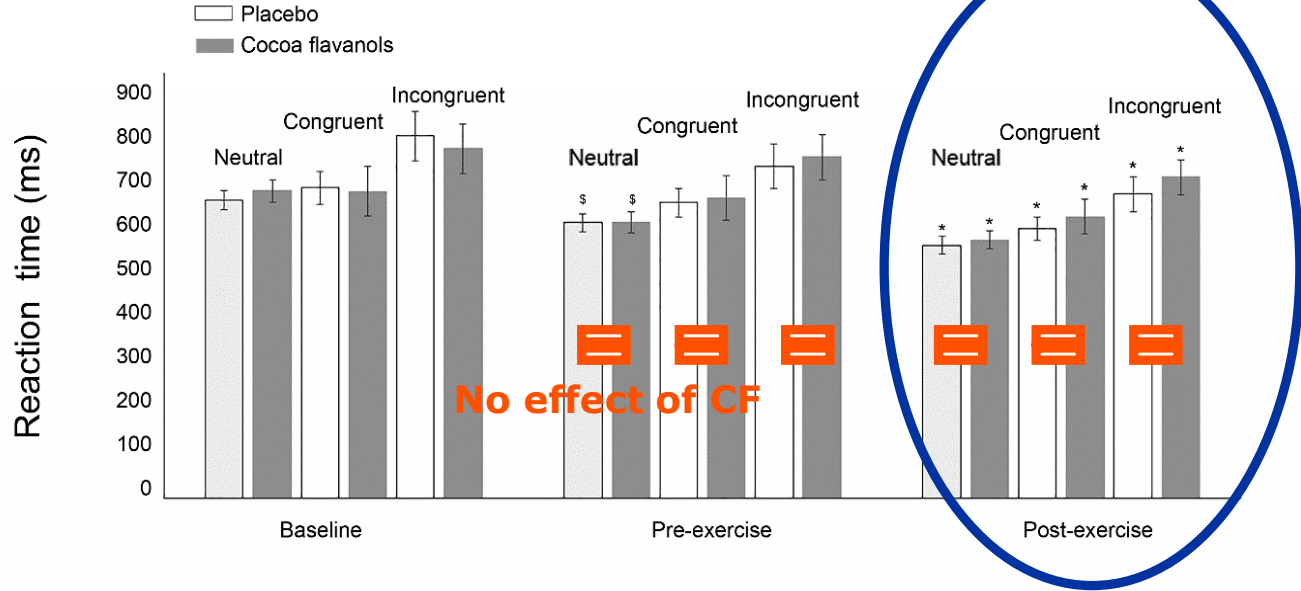 Placebo
Cocoa flavanols
Reaction time (ms)
900
800
700
600
500
400
300
200
100
0
Neutral
Congruent
Incongruent
Neutral
Congruent
Incongruent
Neutral
Congruent
Incongruent
$ $
* * * * * *
No effect of CF
Baseline
Pre-exercise
Post-exercise